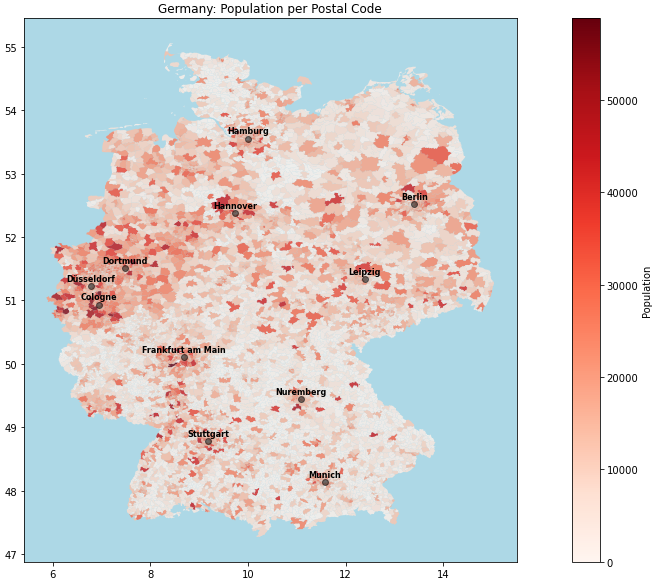 Germany: Population per Postal Code
55
54
53
52
51
50
49
48
47
6
8
10
12
14
Hamburg
Berlin
Hannover
Dortmund
Leipzig
Düsseldorf
Cologne
Frankfurt am Main
Nuremberg
Stuttgart
Munich
50000
40000
30000
20000
10000
0
Population